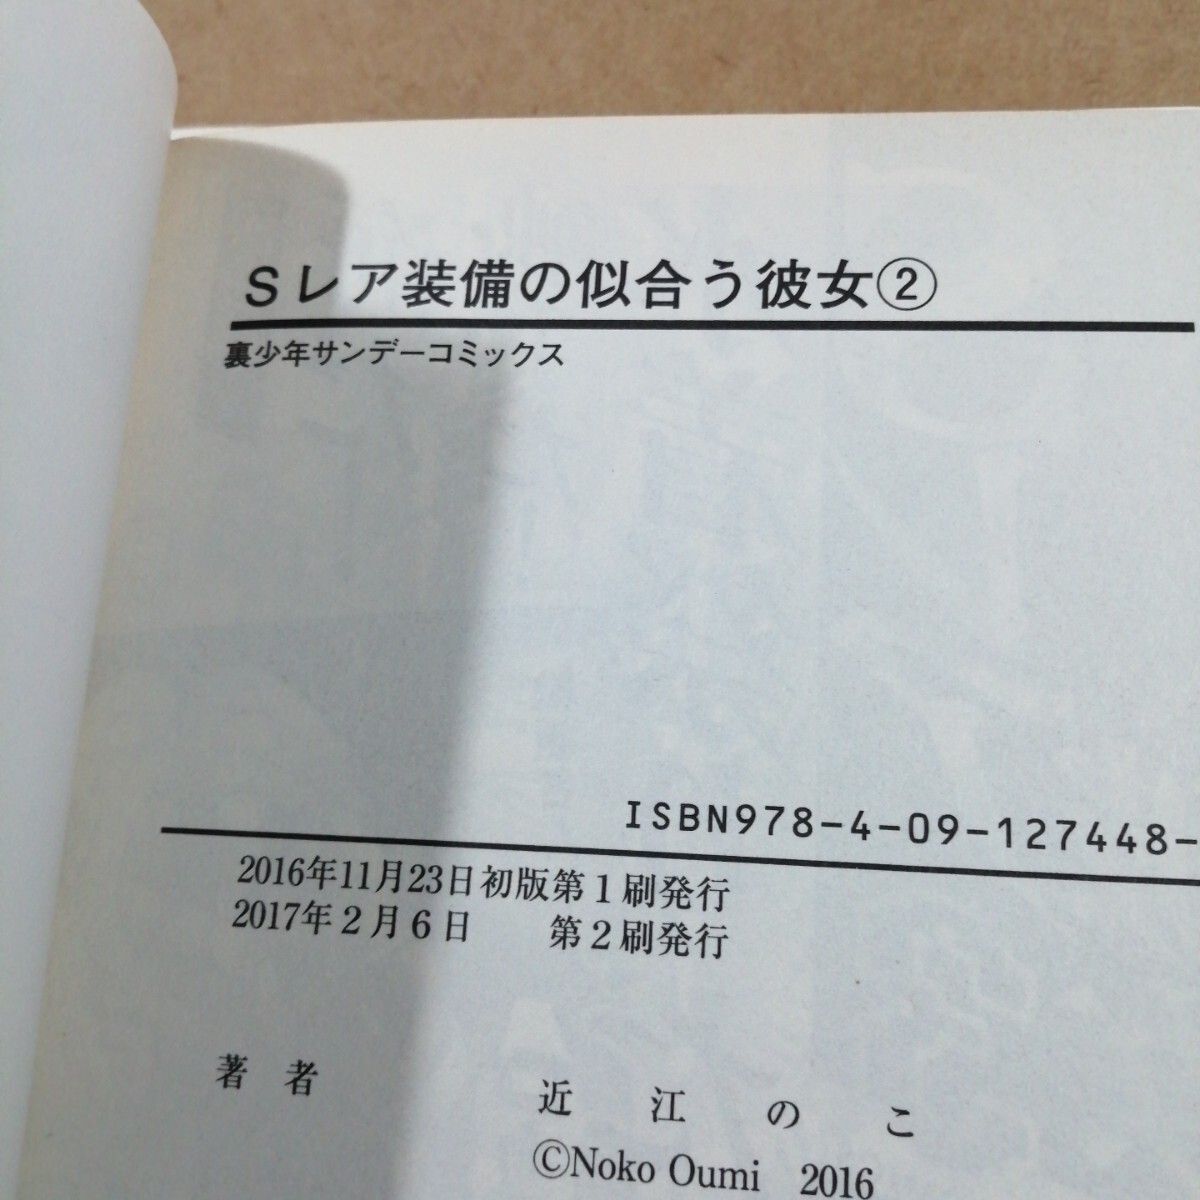 Sレア装備の似合う彼女②
裏少年サンデーコミックス
ISBN978-4-09-127448-
2016年11月23日初版第1刷発行
2017年2月6日 第2刷発行
著者 近江のこ
©Noko Oumi 2016